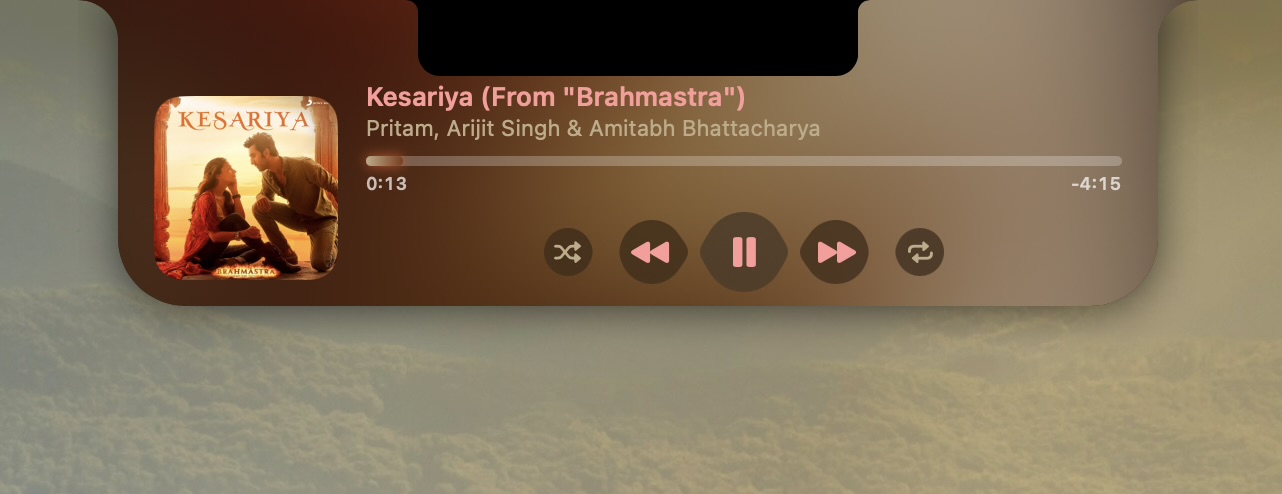 KESARIYA
BRAHMASTRA
Kesariya (From "Brahmastra")
Pritam, Arijit Singh & Amitabh Bhattacharya
0:13
-4:15